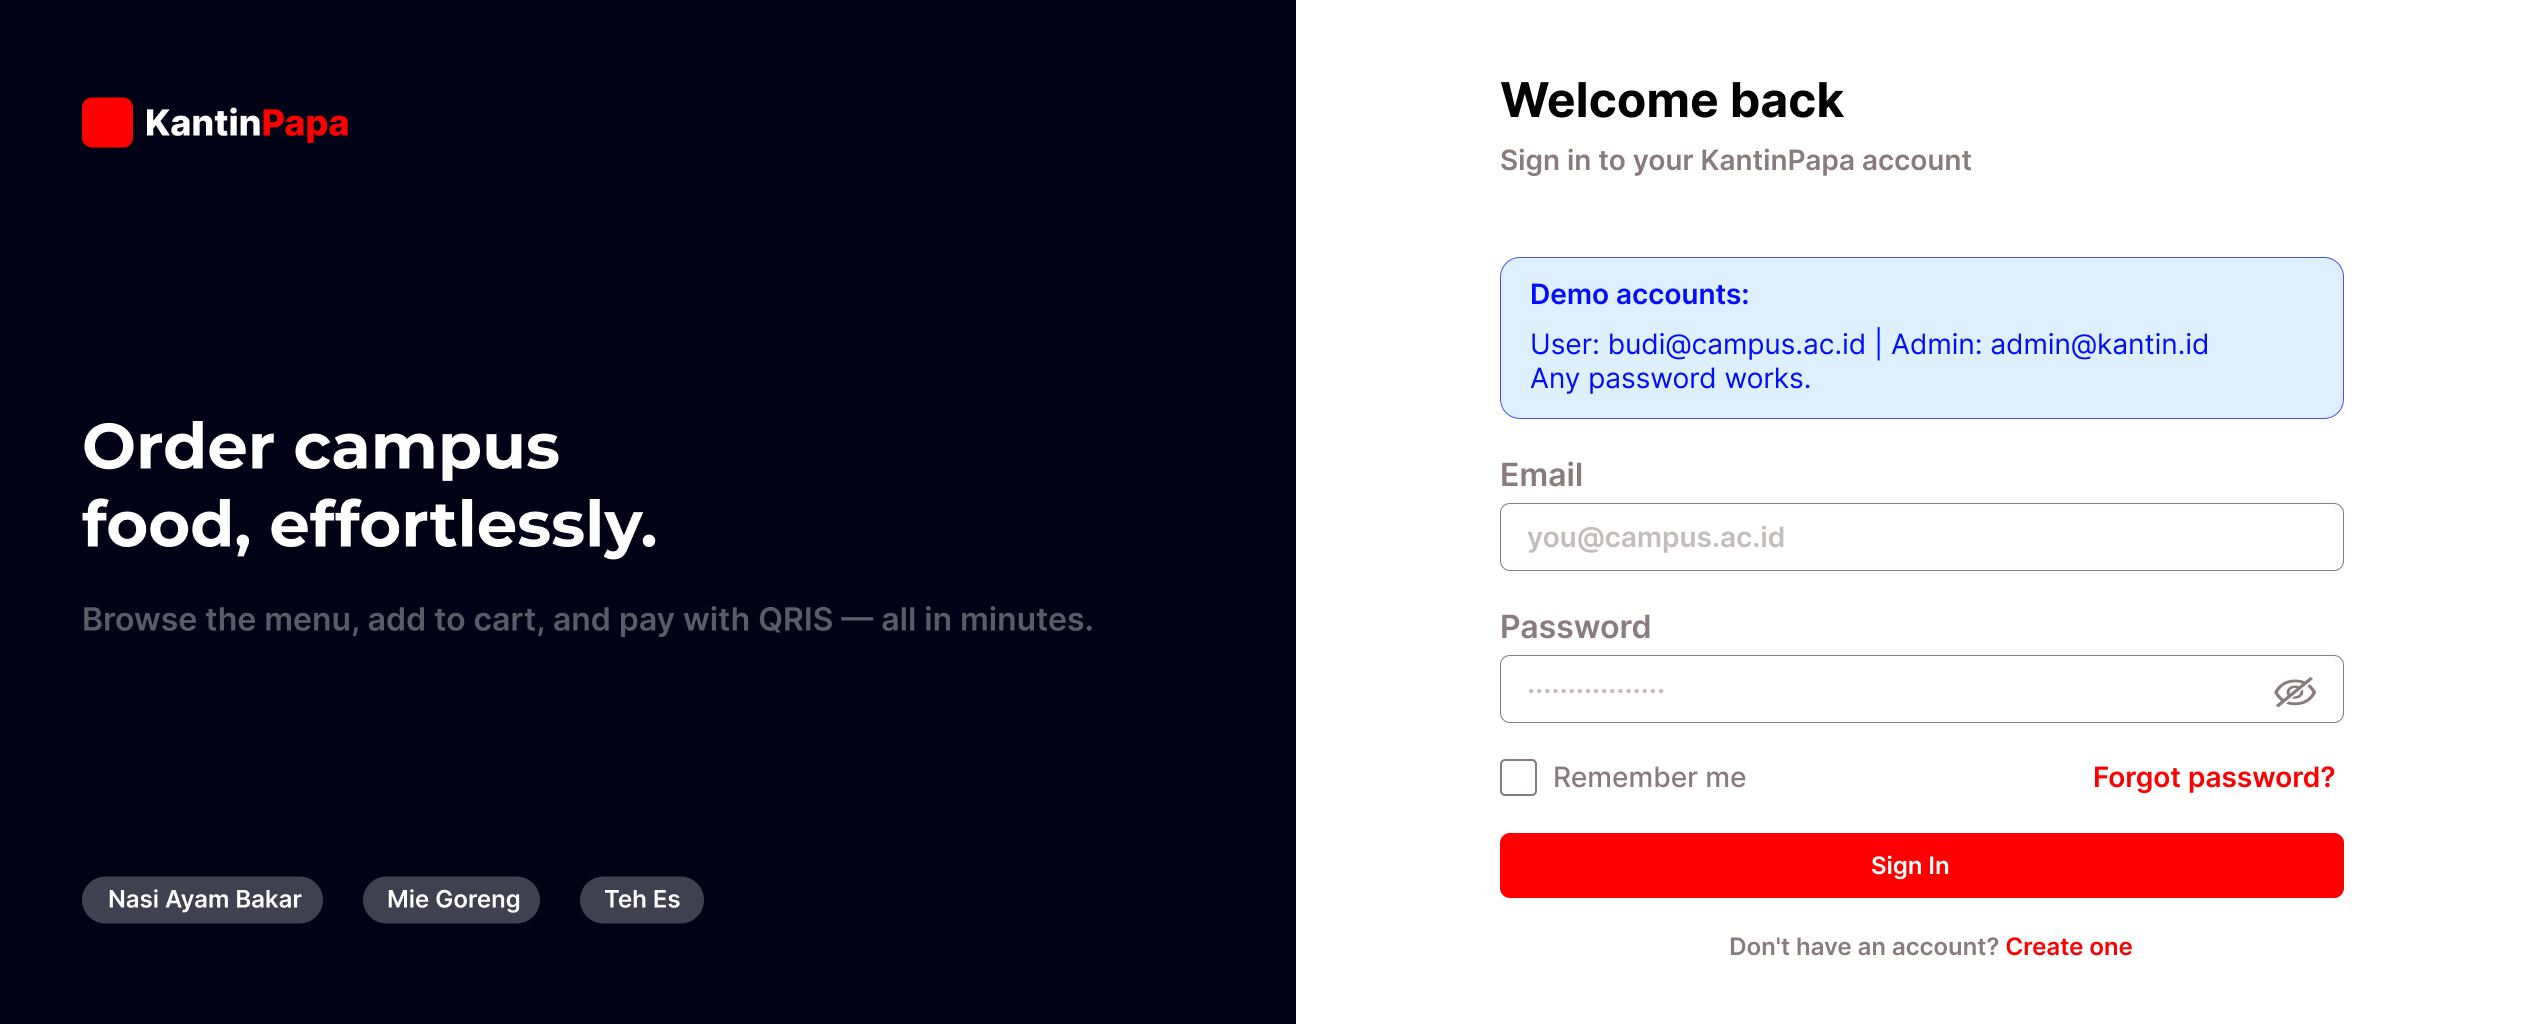 KantinPapa
Order campus
food, effortlessly.
Browse the menu, add to cart, and pay with QRIS — all in minutes.
Nasi Ayam Bakar
Mie Goreng
Teh Es
Welcome back
Sign in to your KantinPapa account
Demo accounts:
User: budi@campus.ac.id | Admin: admin@kantin.id
Any password works.
Email
you@campus.ac.id
Password
•••••••••••••••••
Remember me
Forgot password?
Sign In
Don't have an account? Create one